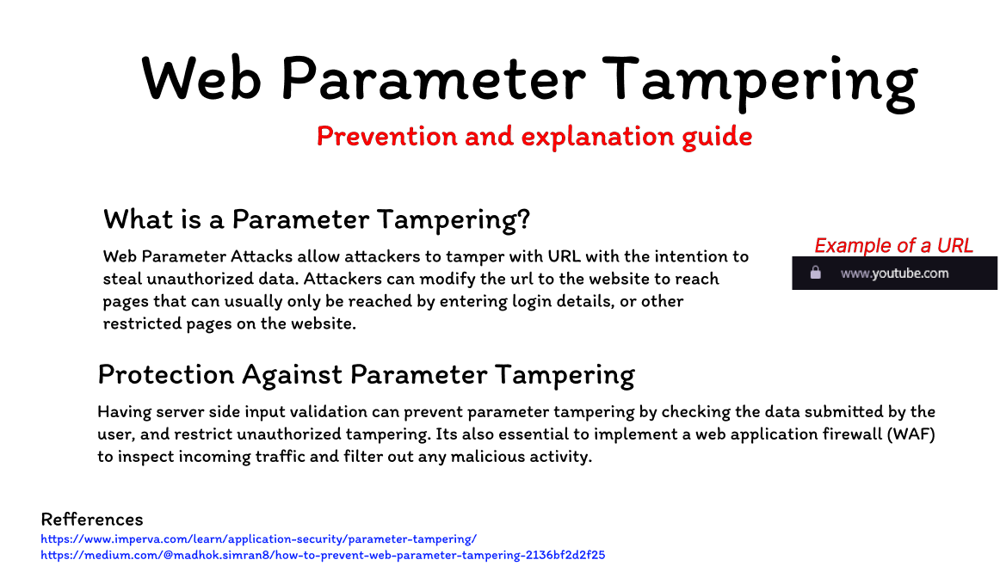 Web Parameter Tampering
Prevention and explanation guide
What is a Parameter Tampering?
Web Parameter Attacks allow attackers to tamper with URL with the intention to
steal unauthorized data. Attackers can modify the url to the website to reach
pages that can usually only be reached by entering login details, or other
restricted pages on the website.
Example of a URL
www.youtube.com
Protection Against Parameter Tampering
Having server side input validation can prevent parameter tampering by checking the data submitted by the
user, and restrict unauthorized tampering. Its also essential to implement a web application firewall (WAF)
to inspect incoming traffic and filter out any malicious activity.
Refferences
https://www.imperva.com/learn/application-security/parameter-tampering/
https://medium.com/@madhok.simran8/how-to-prevent-web-parameter-tampering-2136bf2d2f25